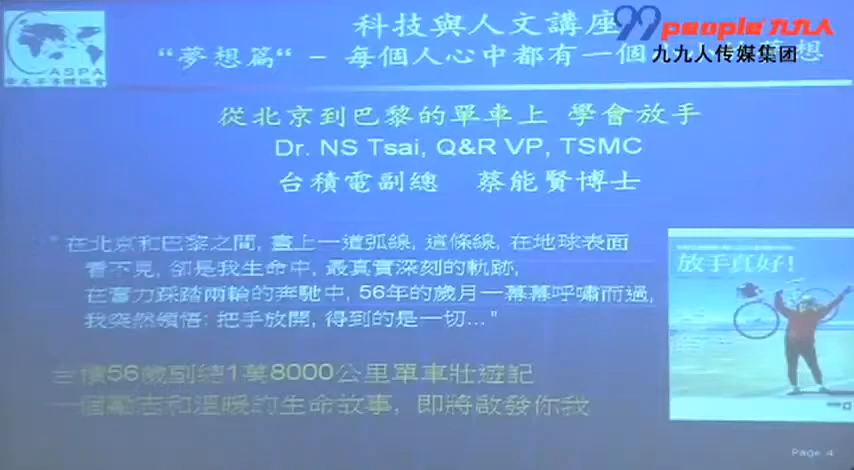 科技與人文講座
99people 九九人
九九人传媒集团
"夢想篇" - 每個人心中都有一個 想
ASPA
從北京到巴黎的單車上 學會放手
Dr. NS Tsai, Q&R VP, TSMC
台積電副總 蔡能賢博士
"在北京和巴黎之間, 畫上一道弧線, 這條線, 在地球表面
看不見, 卻是我生命中, 最真實深刻的軌跡,
在奮力踩踏兩輪的奔馳中, 56年的歲月一幕幕呼嘯而過,
我突然領悟: 把手放開, 得到的是一切..."
放手真好!
台積56歲副總1萬8000公里單車壯遊記
一個勵志和溫暖的生命故事, 即將啟發你我
Page 4